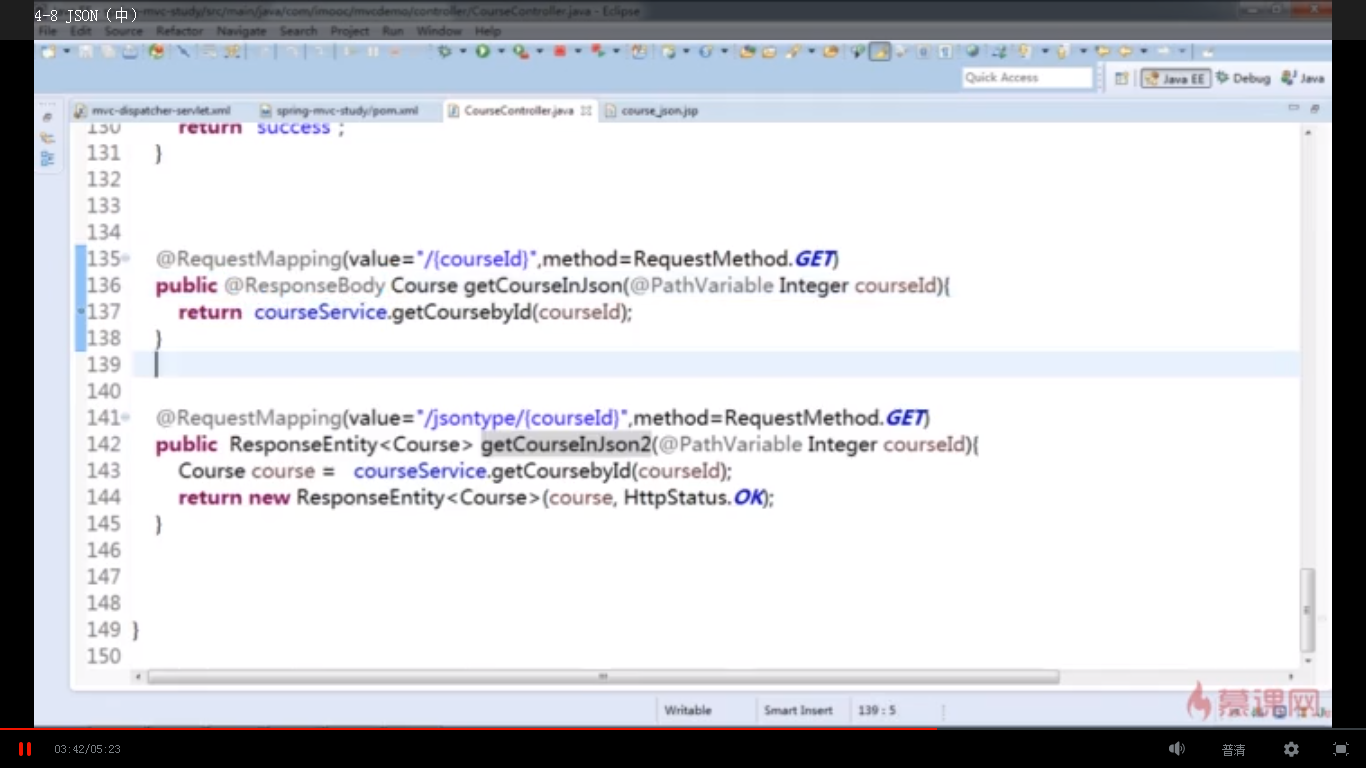 4-8 JSON（中）
-mvc-study/src/main/java/com/imooc/mvcdemo/controller/CourseController.java - Eclipse
File Edit Source Refactor Navigate Search Project Run Window Help
Quick Access
Java EE Debug Java
mvc-dispatcher-servlet.xml spring-mvc-study/pom.xml CourseController.java course_json.jsp
130 return "success";
131 }
132
133
134
135 @RequestMapping(value="/{courseId}",method=RequestMethod.GET)
136 public @ResponseBody Course getCourseInJson(@PathVariable Integer courseId){
137 return courseService.getCoursebyId(courseId);
138 }
139
140
141 @RequestMapping(value="/jsontype/{courseId}",method=RequestMethod.GET)
142 public ResponseEntity<Course> getCourseInJson2(@PathVariable Integer courseId){
143 Course course = courseService.getCoursebyId(courseId);
144 return new ResponseEntity<Course>(course, HttpStatus.OK);
145 }
146
147
148
149 }
150
慕课网
Writable Smart Insert 139 : 5
03:42/05:23 普清